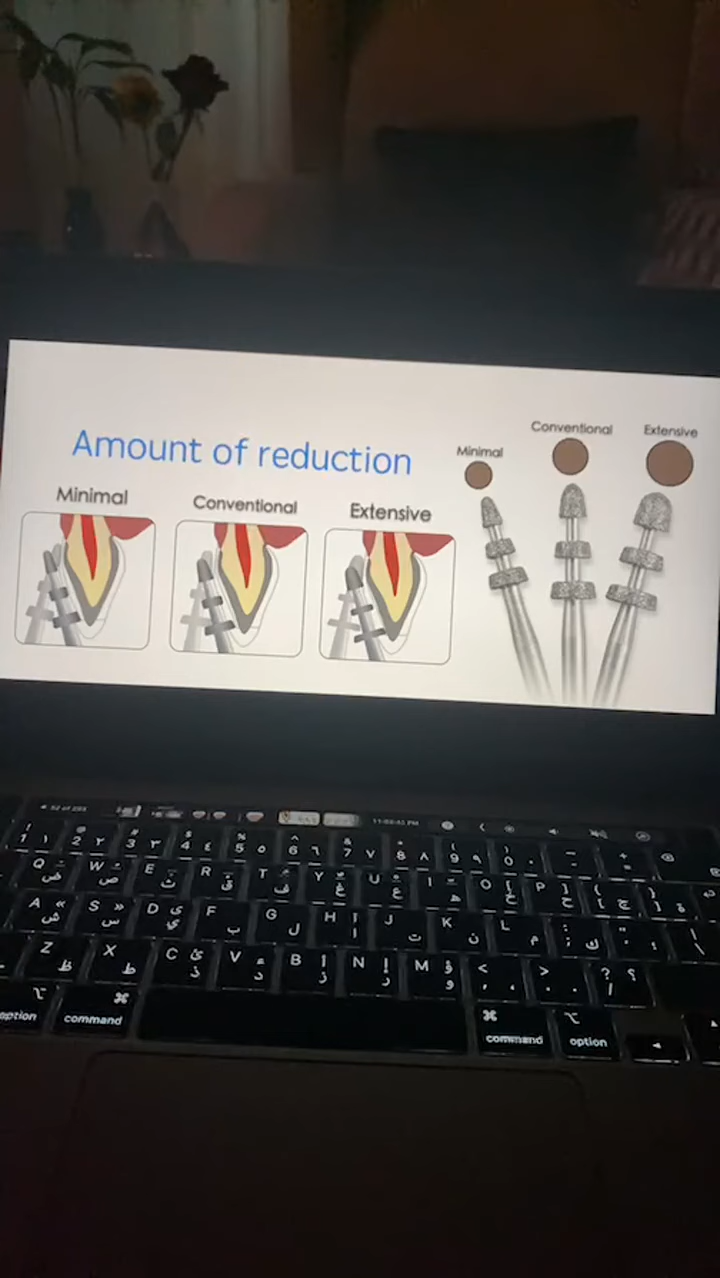 Amount of reduction
Minimal
Conventional
Extensive
Minimal
Conventional
Extensive
Q W E R T Y U I O P
ض ص ث ق ف غ ع ه خ ح ج ة
A S D F G H J K L
ش س ي ب ل ا ت ن م ك ؛
Z X C V B N M
ظ ط ذ د ز ر و
option
command
command
option